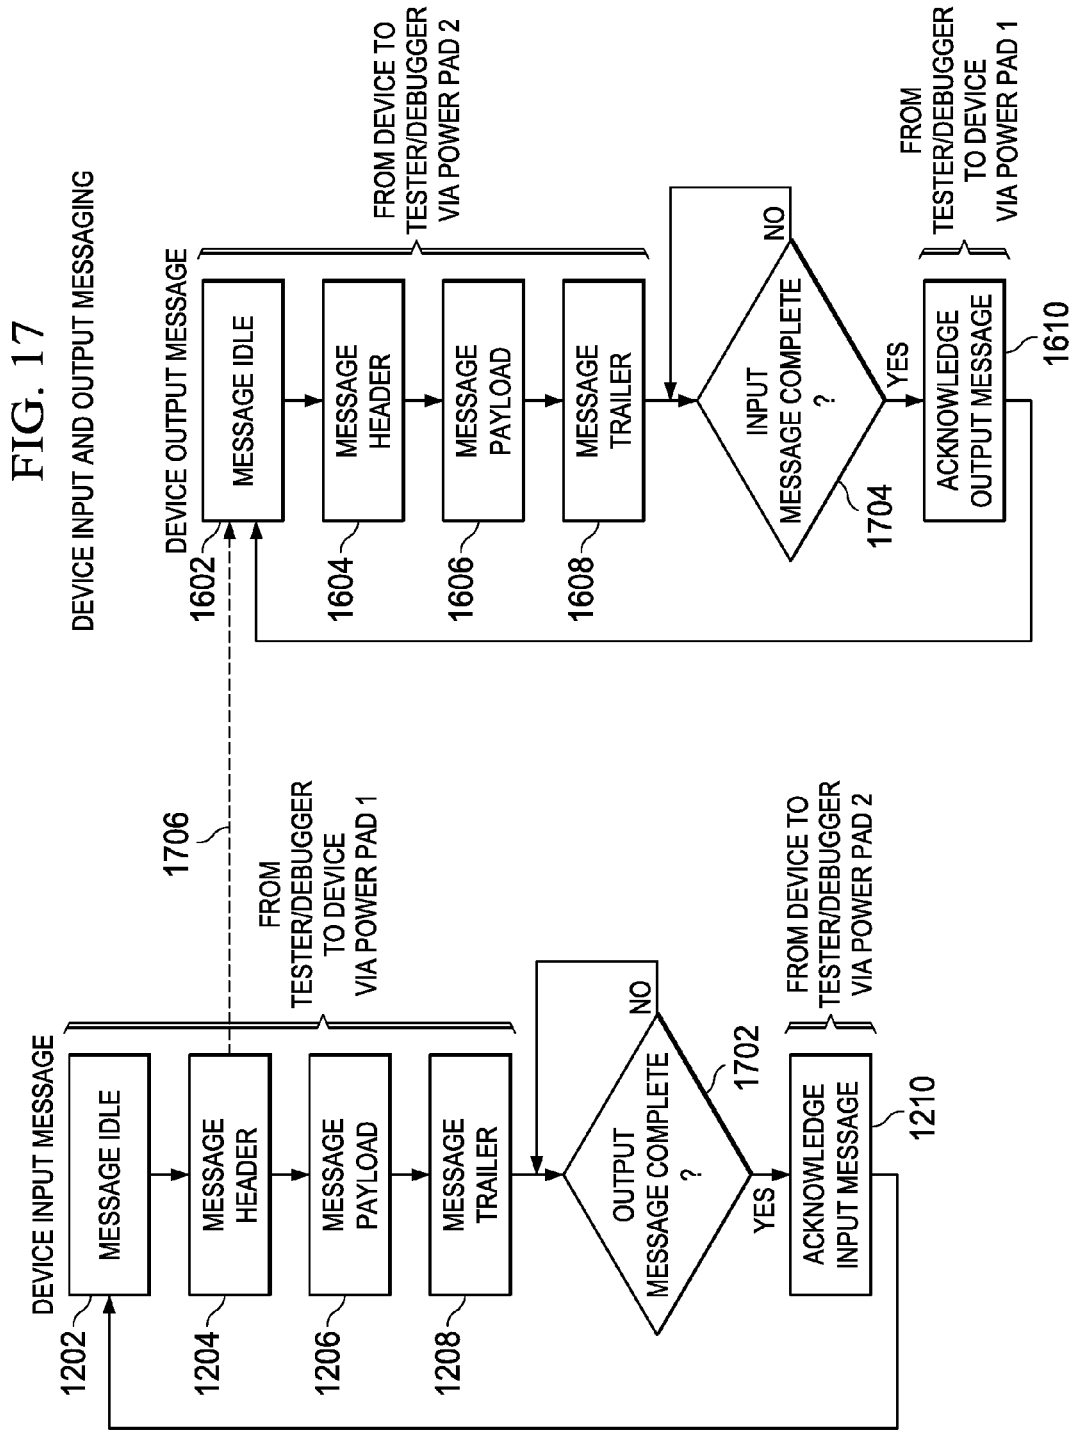 FIG. 17
DEVICE INPUT AND OUTPUT MESSAGING
DEVICE INPUT MESSAGE
1202
MESSAGE IDLE
1204
MESSAGE
HEADER
1206
MESSAGE
PAYLOAD
1208
MESSAGE
TRAILER
FROM
TESTER/DEBUGGER
TO DEVICE
VIA POWER PAD 1
OUTPUT
MESSAGE COMPLETE
?
NO
1702
YES
ACKNOWLEDGE
INPUT MESSAGE
1210
FROM DEVICE TO
TESTER/DEBUGGER
VIA POWER PAD 2
1706
DEVICE OUTPUT MESSAGE
1602
MESSAGE IDLE
1604
MESSAGE
HEADER
1606
MESSAGE
PAYLOAD
1608
MESSAGE
TRAILER
FROM DEVICE TO
TESTER/DEBUGGER
VIA POWER PAD 2
INPUT
MESSAGE COMPLETE
?
NO
1704
YES
ACKNOWLEDGE
OUTPUT MESSAGE
1610
FROM
TESTER/DEBUGGER
TO DEVICE
VIA POWER PAD 1